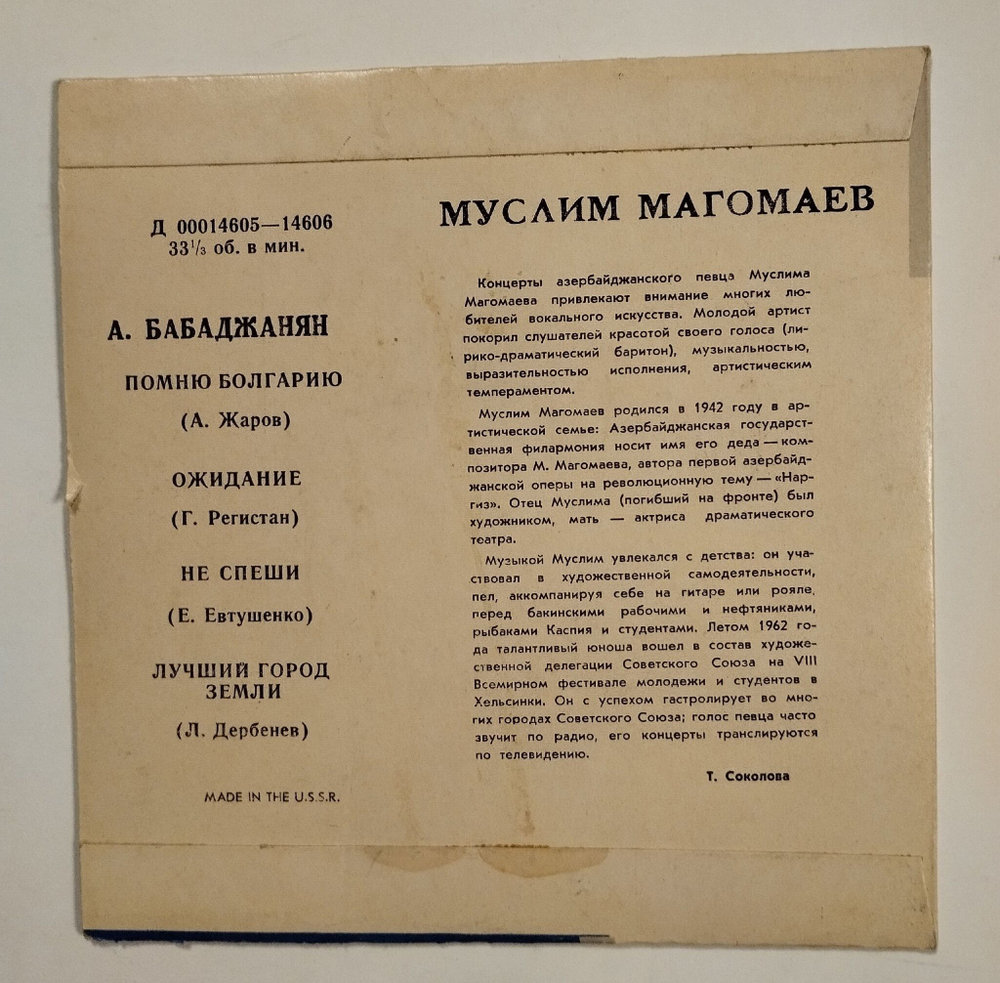 Д 00014605—14606
33⅓ об. в мин.
А. БАБАДЖАНЯН
ПОМНЮ БОЛГАРИЮ
(А. Жаров)
ОЖИДАНИЕ
(Г. Регистан)
НЕ СПЕШИ
(Е. Евтушенко)
ЛУЧШИЙ ГОРОД
ЗЕМЛИ
(Л. Дербенев)
MADE IN THE U.S.S.R.
МУСЛИМ МАГОМАЕВ
Концерты азербайджанского певца Муслима
Магомаева привлекают внимание многих лю-
бителей вокального искусства. Молодой артист
покорил слушателей красотой своего голоса (ли-
рико-драматический баритон), музыкальностью,
выразительностью исполнения, артистическим
темпераментом.
Муслим Магомаев родился в 1942 году в ар-
тистической семье: Азербайджанская государст-
венная филармония носит имя его деда — ком-
позитора М. Магомаева, автора первой азербайд-
жанской оперы на революционную тему — «Нар-
гиз». Отец Муслима (погибший на фронте) был
художником, мать — актриса драматического
театра.
Музыкой Муслим увлекался с детства: он уча-
ствовал в художественной самодеятельности,
пел, аккомпанируя себе на гитаре или рояле,
перед бакинскими рабочими и нефтяниками,
рыбаками Каспия и студентами. Летом 1962 го-
да талантливый юноша вошел в состав художе-
ственной делегации Советского Союза на VIII
Всемирном фестивале молодежи и студентов в
Хельсинки. Он с успехом гастролирует во мно-
гих городах Советского Союза; голос певца часто
звучит по радио, его концерты транслируются
по телевидению.
Т. Соколова